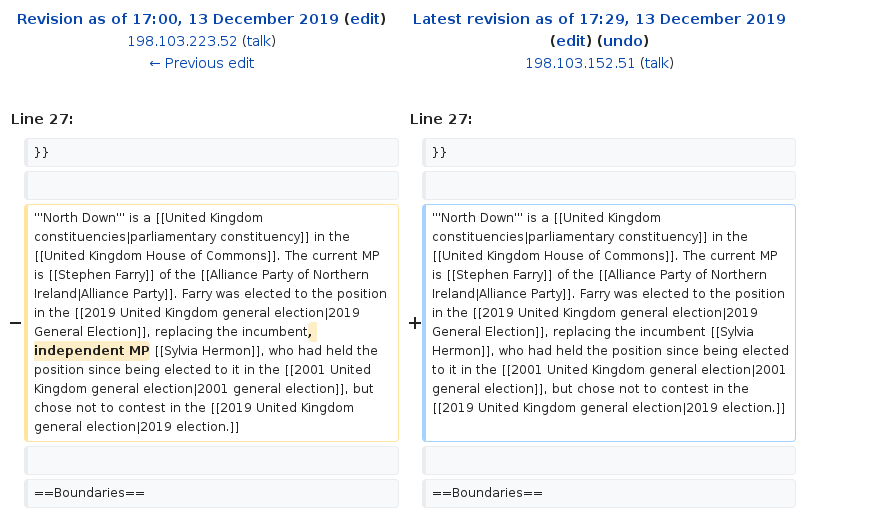 Revision as of 17:00, 13 December 2019 (edit)
198.103.223.52 (talk)
← Previous edit
Latest revision as of 17:29, 13 December 2019
(edit) (undo)
198.103.152.51 (talk)
Line 27:
Line 27:
}}
}}
−
'''North Down''' is a [[United Kingdom
constituencies|parliamentary constituency]] in the
[[United Kingdom House of Commons]]. The current MP
is [[Stephen Farry]] of the [[Alliance Party of Northern
Ireland|Alliance Party]]. Farry was elected to the position
in the [[2019 United Kingdom general election|2019
General Election]], replacing the incumbent,
independent MP [[Sylvia Hermon]], who had held the
position since being elected to it in the [[2001 United
Kingdom general election|2001 general election]], but
chose not to contest in the [[2019 United Kingdom
general election|2019 election.]]
+
'''North Down''' is a [[United Kingdom
constituencies|parliamentary constituency]] in the
[[United Kingdom House of Commons]]. The current MP
is [[Stephen Farry]] of the [[Alliance Party of Northern
Ireland|Alliance Party]]. Farry was elected to the position
in the [[2019 United Kingdom general election|2019
General Election]], replacing the incumbent [[Sylvia
Hermon]], who had held the position since being elected
to it in the [[2001 United Kingdom general election|2001
general election]], but chose not to contest in the
[[2019 United Kingdom general election|2019 election.]]
==Boundaries==
==Boundaries==